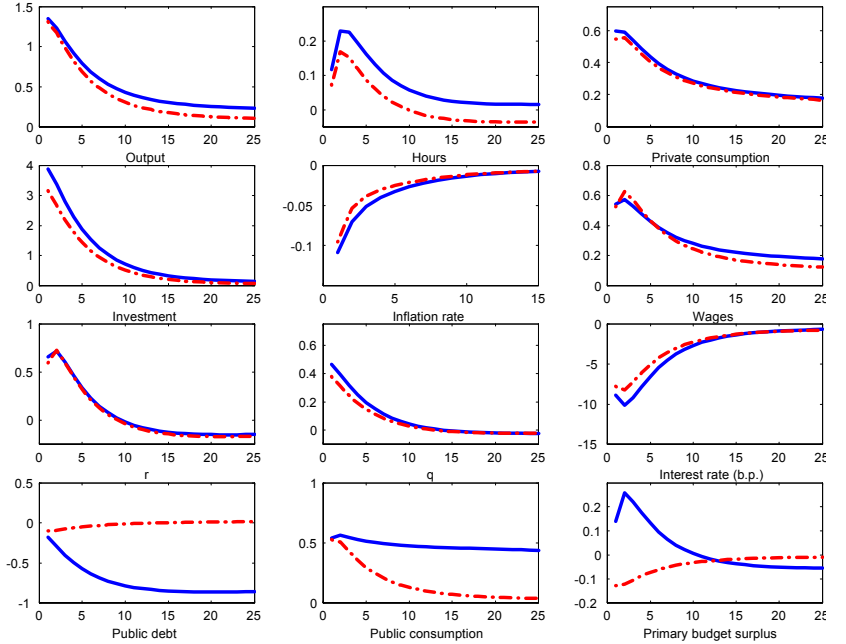 1.5
1
0.5
0
0 5 10 15 20 25
Output
0.2
0.1
0
0 5 10 15 20 25
Hours
0.6
0.4
0.2
0
0 5 10 15 20 25
Private consumption
4
3
2
1
0
0 5 10 15 20 25
Investment
0
-0.05
-0.1
0 5 10 15
Inflation rate
0.8
0.6
0.4
0.2
0
0 5 10 15 20 25
Wages
1
0.5
0
0 5 10 15 20 25
r
0.6
0.4
0.2
0
0 5 10 15 20 25
q
0
-5
-10
-15
0 5 10 15 20 25
Interest rate (b.p.)
0.5
0
-0.5
-1
0 5 10 15 20 25
Public debt
1
0.5
0
0 5 10 15 20 25
Public consumption
0.2
0.1
0
-0.1
-0.2
0 5 10 15 20 25
Primary budget surplus